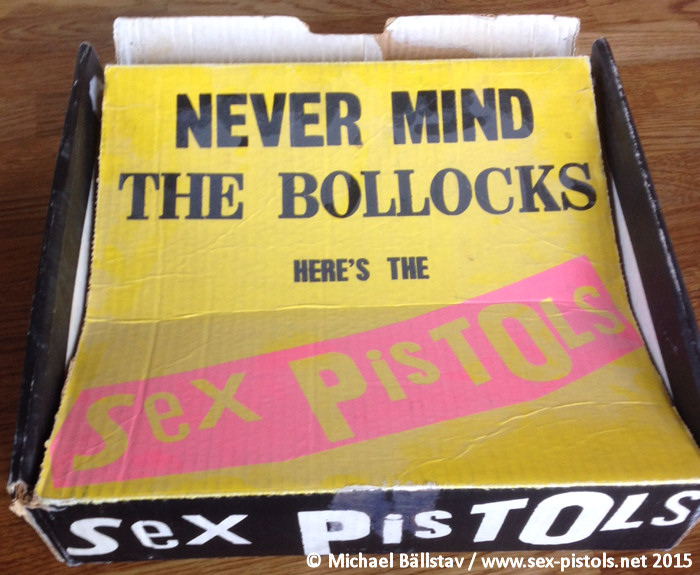 NEVER MIND
THE BOLLOCKS
HERE'S THE
Sex PisTOLs
Sex PisTOLs
© Michael Bällstav / www.sex-pistols.net 2015